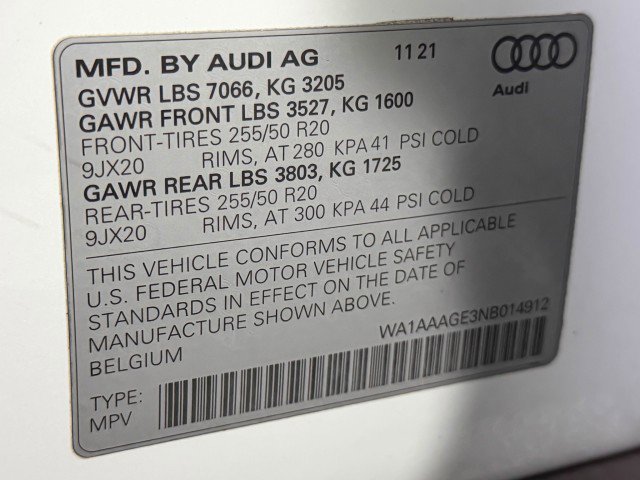 MFD. BY AUDI AG 11 21
Audi
GVWR LBS 7066, KG 3205
GAWR FRONT LBS 3527, KG 1600
FRONT-TIRES 255/50 R20
9JX20 RIMS, AT 280 KPA 41 PSI COLD
GAWR REAR LBS 3803, KG 1725
REAR-TIRES 255/50 R20
9JX20 RIMS, AT 300 KPA 44 PSI COLD
THIS VEHICLE CONFORMS TO ALL APPLICABLE
U.S. FEDERAL MOTOR VEHICLE SAFETY
STANDARDS IN EFFECT ON THE DATE OF
MANUFACTURE SHOWN ABOVE.
BELGIUM
WA1AAAGE3NB014912
TYPE:
MPV